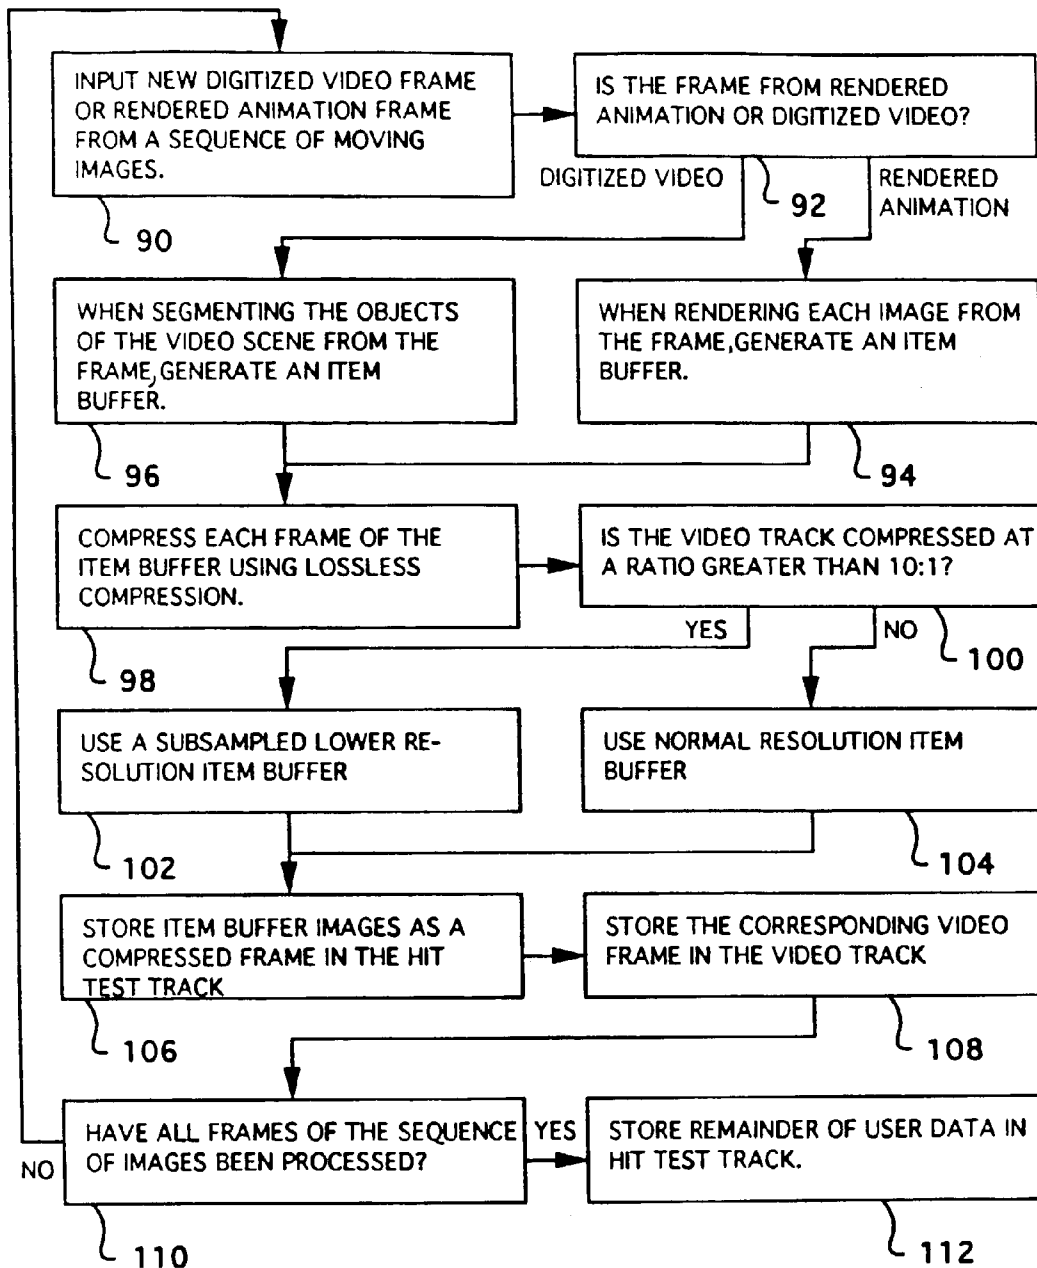 INPUT NEW DIGITIZED VIDEO FRAME
OR RENDERED ANIMATION FRAME
FROM A SEQUENCE OF MOVING
IMAGES.
90
IS THE FRAME FROM RENDERED
ANIMATION OR DIGITIZED VIDEO?
92
DIGITIZED VIDEO
RENDERED
ANIMATION
WHEN SEGMENTING THE OBJECTS
OF THE VIDEO SCENE FROM THE
FRAME, GENERATE AN ITEM
BUFFER.
96
WHEN RENDERING EACH IMAGE FROM
THE FRAME,GENERATE AN ITEM
BUFFER.
94
COMPRESS EACH FRAME OF THE
ITEM BUFFER USING LOSSLESS
COMPRESSION.
98
IS THE VIDEO TRACK COMPRESSED AT
A RATIO GREATER THAN 10:1?
100
YES
NO
USE A SUBSAMPLED LOWER RE-
SOLUTION ITEM BUFFER
102
USE NORMAL RESOLUTION ITEM
BUFFER
104
STORE ITEM BUFFER IMAGES AS A
COMPRESSED FRAME IN THE HIT
TEST TRACK
106
STORE THE CORRESPONDING VIDEO
FRAME IN THE VIDEO TRACK
108
HAVE ALL FRAMES OF THE SEQUENCE
OF IMAGES BEEN PROCESSED?
110
NO
YES
STORE REMAINDER OF USER DATA IN
HIT TEST TRACK.
112